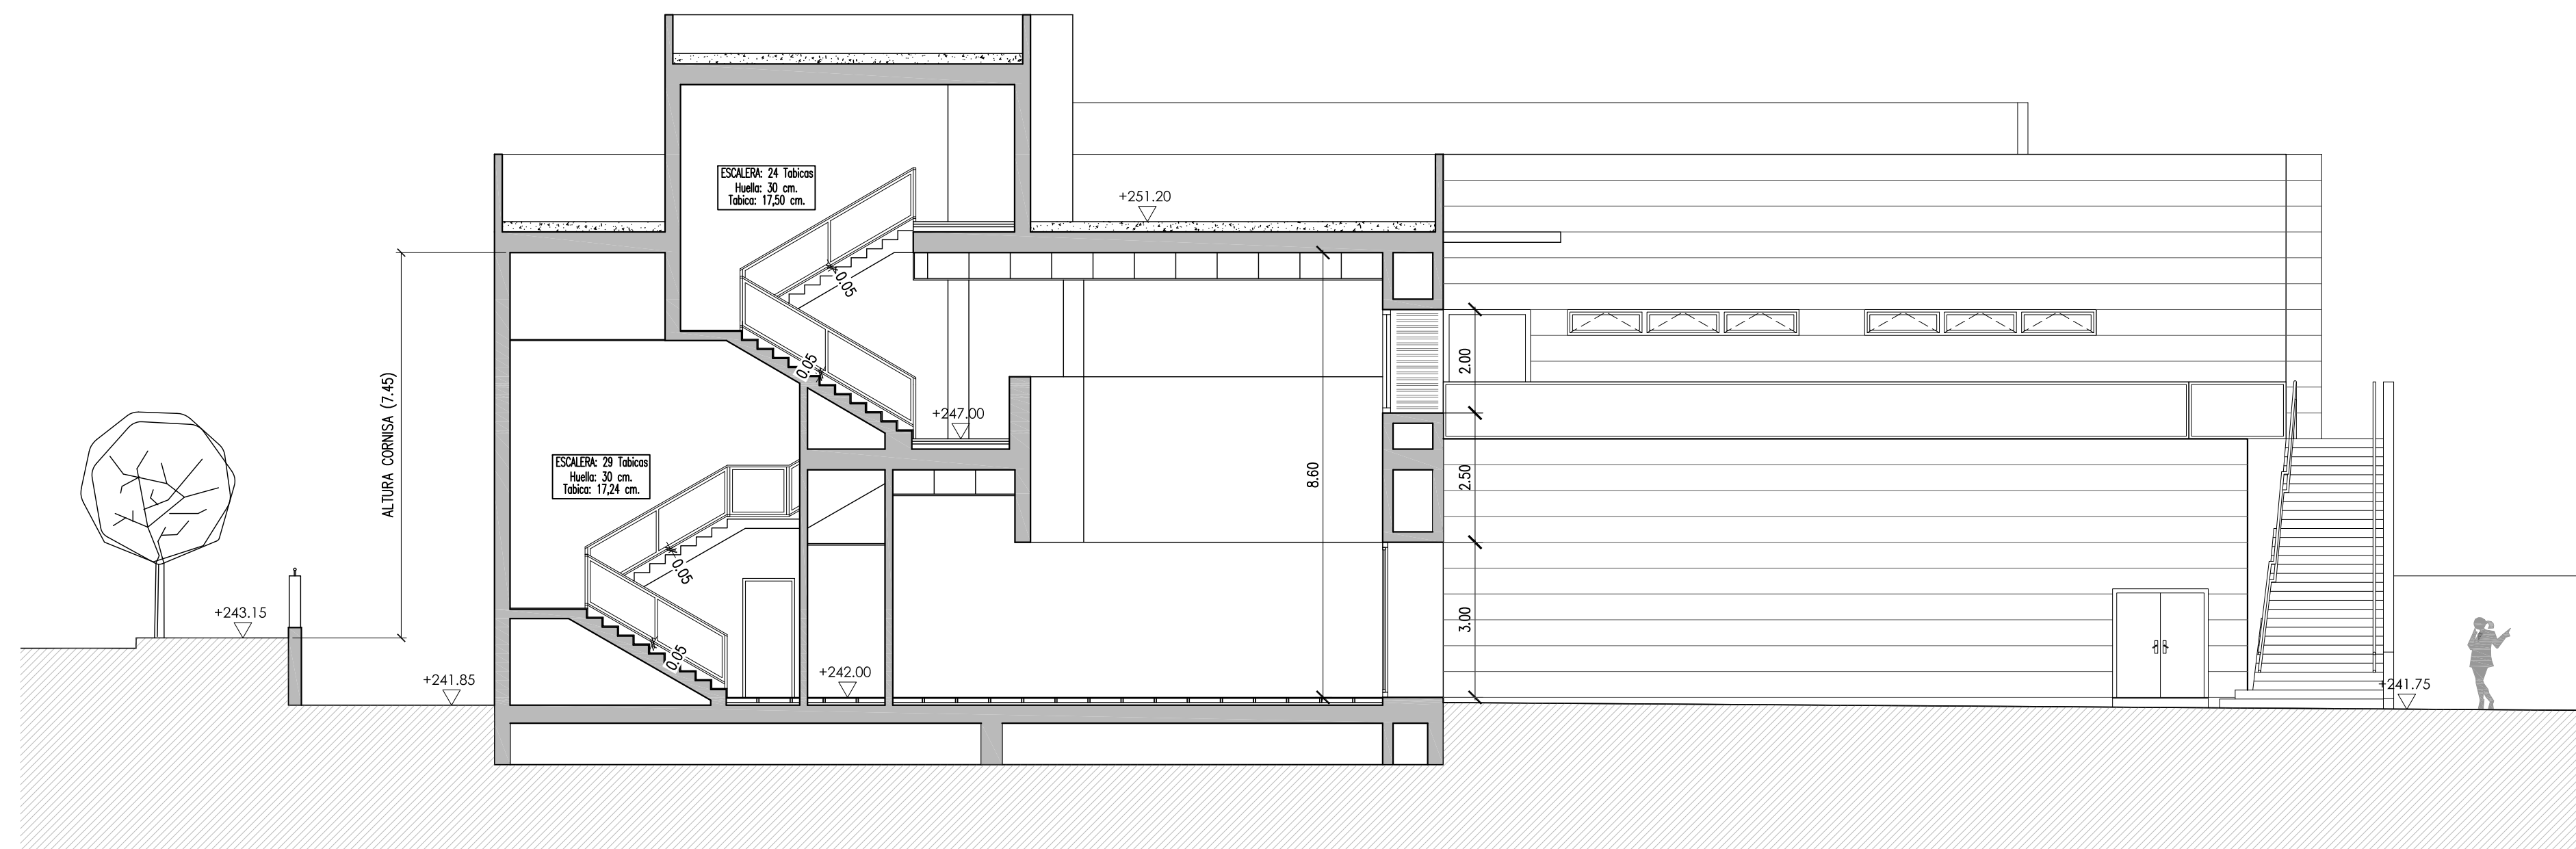 ESCALERA: 24 Tabicas
Huella: 30 cm.
Tabica: 17,50 cm.
+251.20
0.05
2.00
0.05
ALTURA CORNISA (7.45)
+247.00
ESCALERA: 29 Tabicas
Huella: 30 cm.
Tabica: 17,24 cm.
8.60
2.50
0.05
+243.15
3.00
0.05
+242.00
+241.85
+241.75